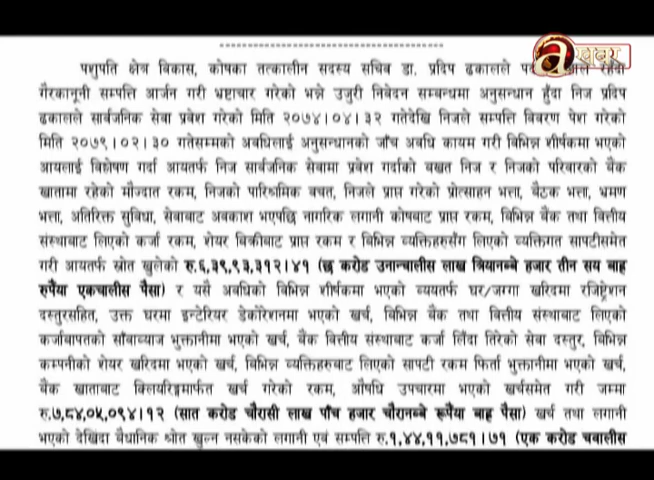 a खबर
पशुपति क्षेत्र विकास, कोषका तत्कालीन सदस्य सचिव डा. प्रदिप ढकालले रहँदा
गैरकानूनी सम्पत्ति आर्जन गरी भ्रष्टाचार गरेको भन्ने उजुरी निवेदन सम्बन्धमा अनुसन्धान हुँदा निज प्रदिप
ढकालले सार्वजनिक सेवा प्रवेश गरेको मिति २०७४।०४।३२ गतेदेखि निजले सम्पत्ति विवरण पेश गरेको
मिति २०७९।०२।३० गतेसम्मको अवधिलाई अनुसन्धानको जाँच अवधि कायम गरी विभिन्न शीर्षकमा भएको
आयलाई विश्लेषण गर्दा आयतर्फ निज सार्वजनिक सेवामा प्रवेश गर्दाको बखत निज र निजको परिवारको बैंक
खातामा रहेको मौज्दात रकम, निजको पारिश्रमिक बचत, निजले प्राप्त गरेको प्रोत्साहन भत्ता, बैठक भत्ता, भ्रमण
भत्ता, अतिरिक्त सुविधा, सेवाबाट अवकाश भएपछि नागरिक लगानी कोषबाट प्राप्त रकम, विभिन्न बैंक तथा वित्तीय
संस्थाबाट लिएको कर्जा रकम, शेयर बिक्रीबाट प्राप्त रकम र विभिन्न व्यक्तिहरुसँग लिएको व्यक्तिगत सापटीसमेत
गरी आयतर्फ स्रोत खुलेको रु.६,३९,९३,३१२।४१ (छ करोड उनान्चालीस लाख त्रियानब्बे हजार तीन सय बाह्र
रुपैंया एकचालीस पैसा) र यसै अवधिको विभिन्न शीर्षकमा भएको व्ययतर्फ घर/जग्गा खरिदमा रजिष्ट्रेशन
दस्तुरसहित, उक्त घरमा इन्टेरियर डेकोरेशनमा भएको खर्च, विभिन्न बैंक तथा वित्तीय संस्थाबाट लिएको
कर्जाबापतको साँवाब्याज भुक्तानीमा भएको खर्च, बैंक वित्तीय संस्थाबाट कर्जा लिँदा तिरेको सेवा दस्तुर, विभिन्न
कम्पनीको शेयर खरिदमा भएको खर्च, विभिन्न व्यक्तिहरुबाट लिएको सापटी रकम फिर्ता भुक्तानीमा भएको खर्च,
बैंक खाताबाट क्लियरिङ्गमार्फत खर्च गरेको रकम, औषधि उपचारमा भएको खर्चसमेत गरी जम्मा
रु.७,८४,०५,०९४।१२ (सात करोड चौरासी लाख पाँच हजार चौरानब्बे रूपैंया बाह्र पैसा) खर्च तथा लगानी
भएको देखिंदा बैधानिक श्रोत खुल्न नसकेको लगानी एवं सम्पत्ति रु.१,४४,११,७८१।७१ (एक करोड चवालीस